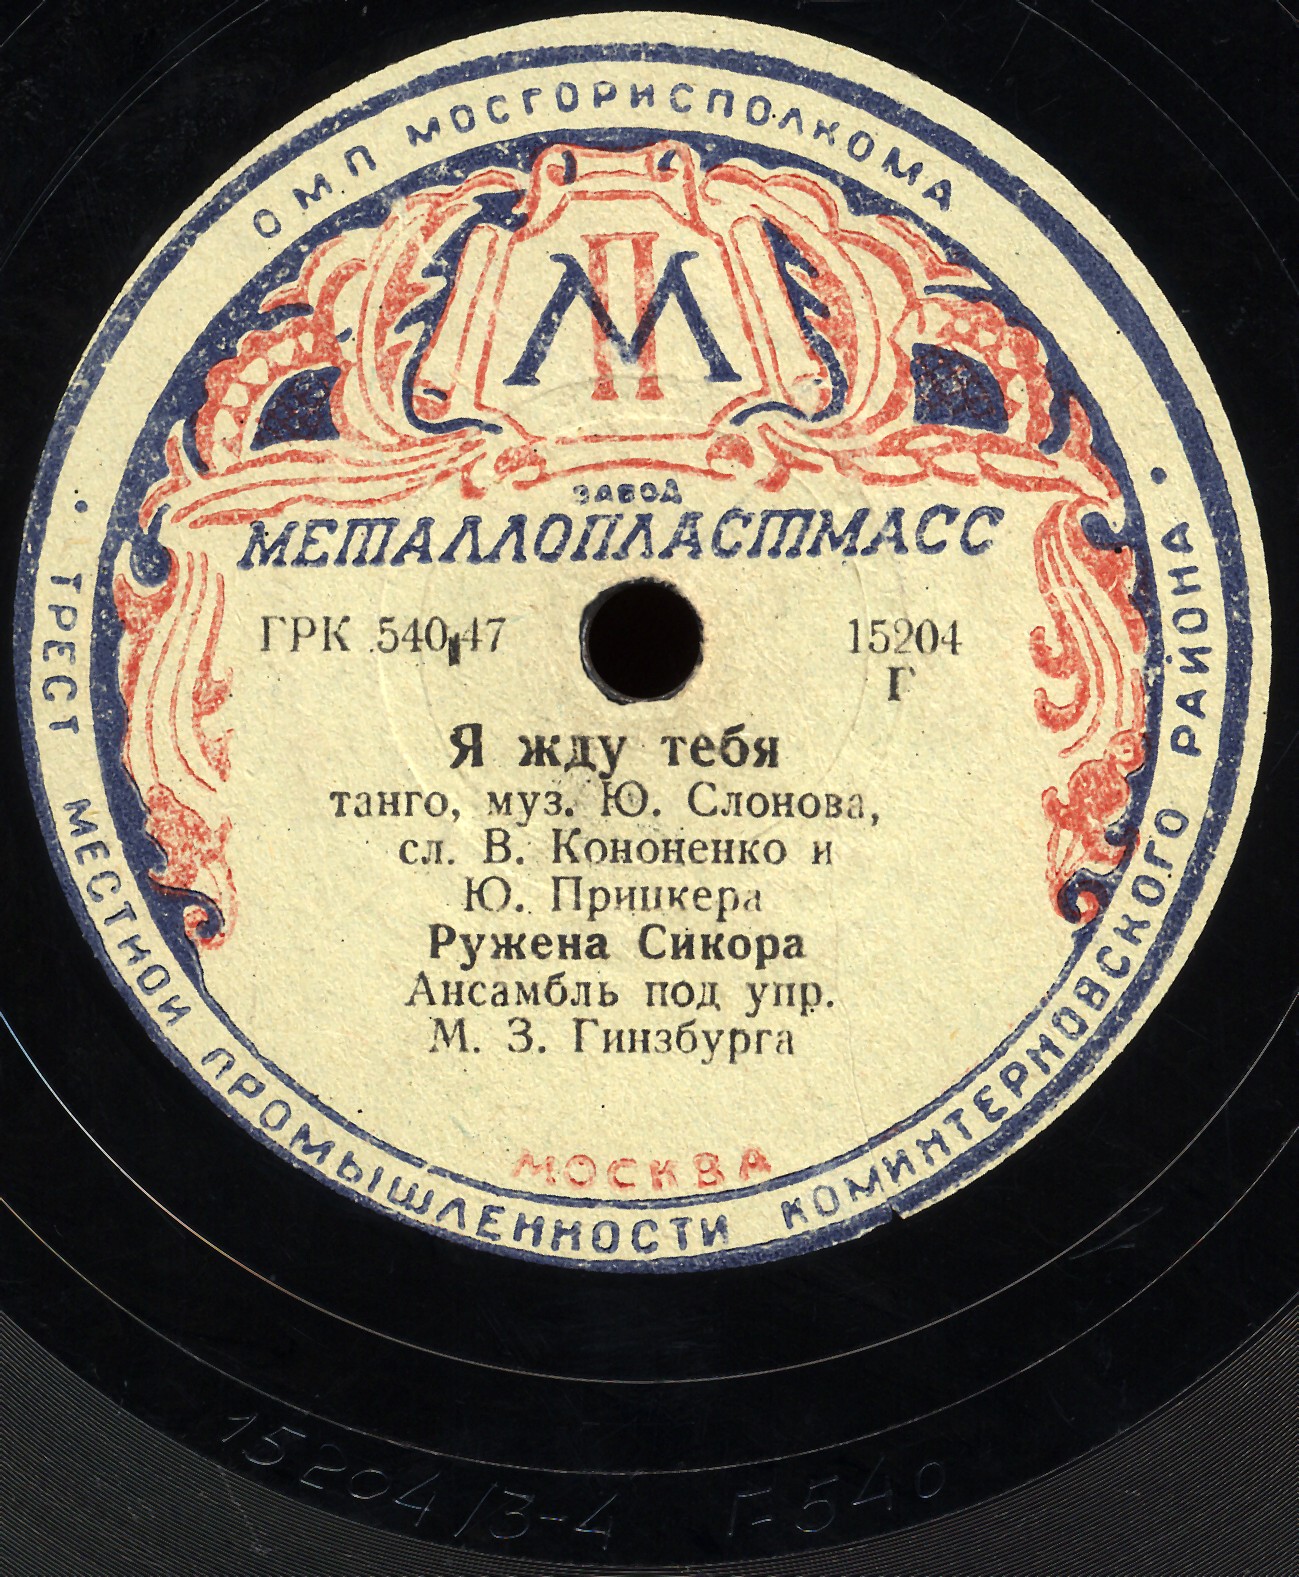 ОМП МОСГОРИСПОЛКОМА
МП
ЗАВОД
МЕТАЛЛОПЛАСТМАСС
ГРК 540 47
15204
Г
Я жду тебя
танго, муз. Ю. Слонова,
сл. В. Кононенко и
Ю. Прицкера
Ружена Сикора
Ансамбль под упр.
М. З. Гинзбурга
МОСКВА
· ТРЕСТ МЕСТНОЙ ПРОМЫШЛЕННОСТИ КОМИНТЕРНОВСКОГО РАЙОНА ·
15204/3-4 Г-540